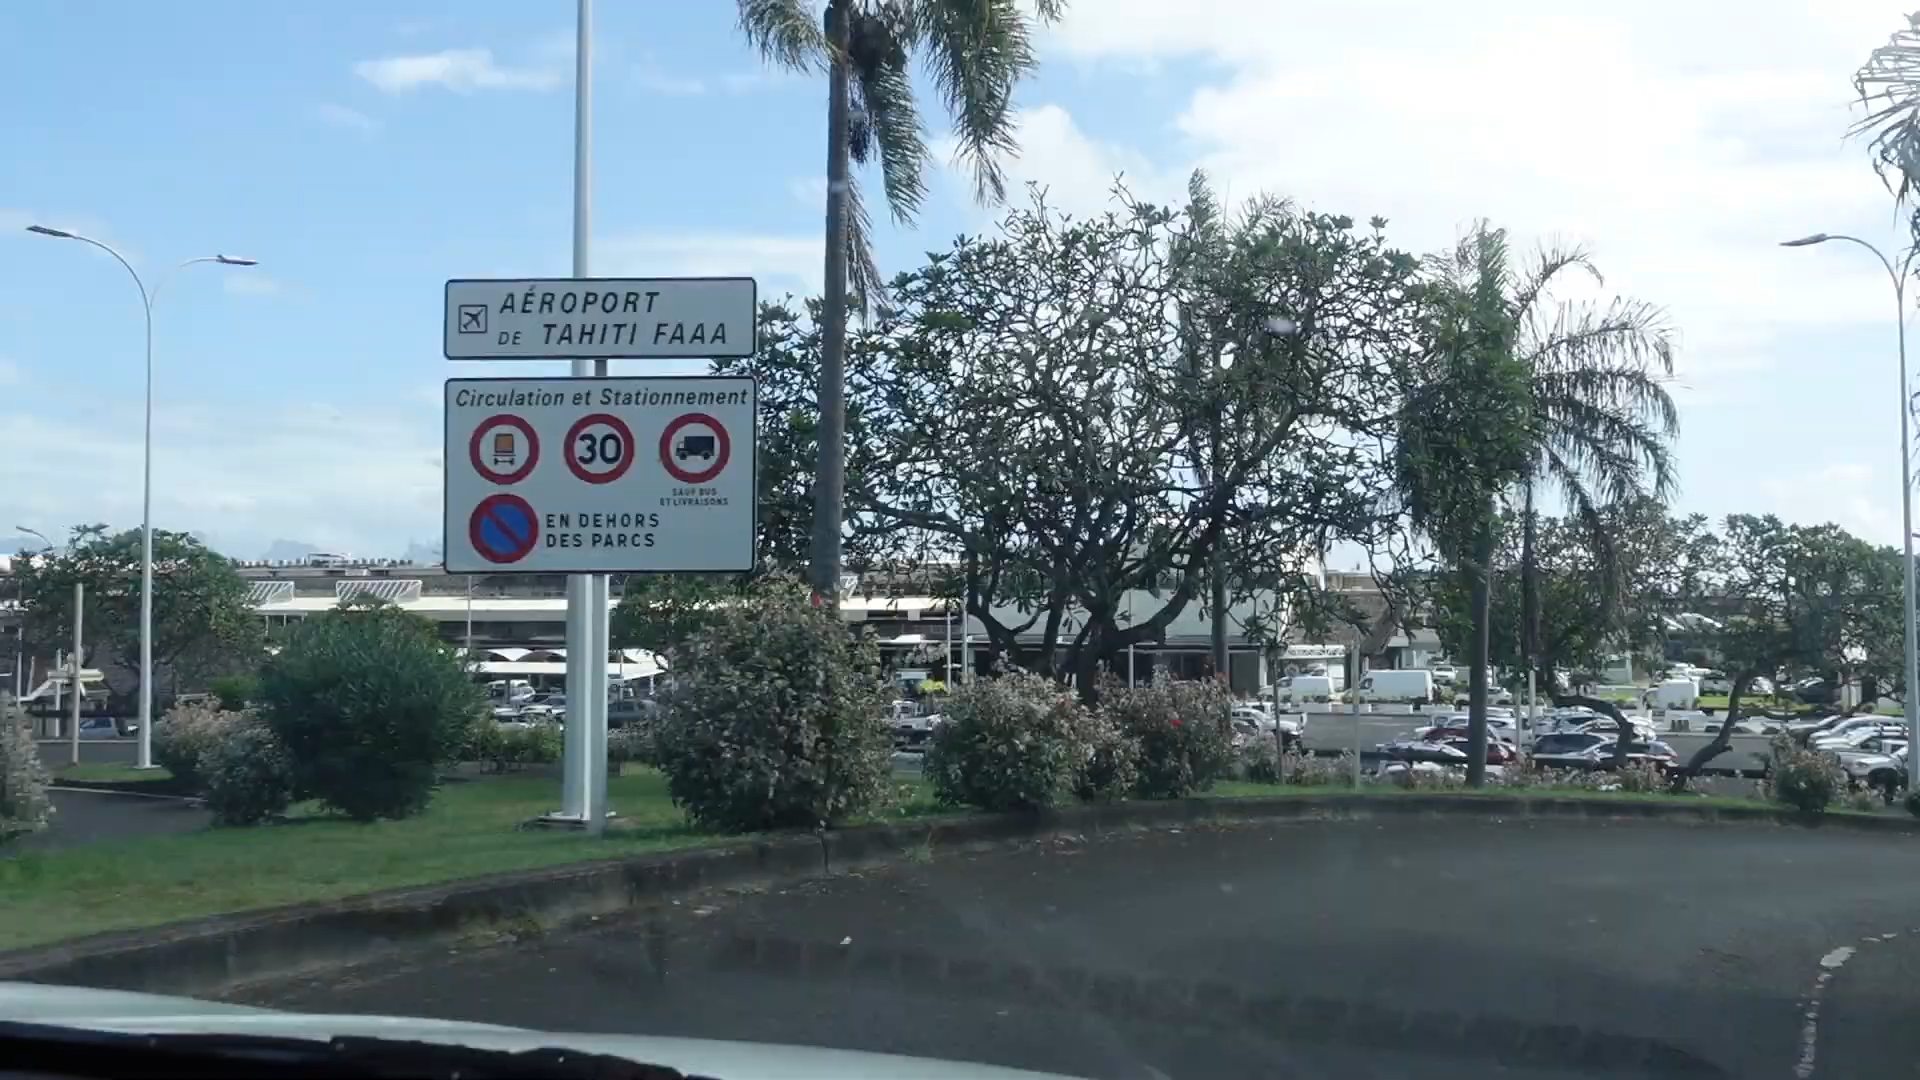 AÉROPORT
DE TAHITI FAAA
Circulation et Stationnement
30
SAUF BUS
ET LIVRAISONS
EN DEHORS
DES PARCS